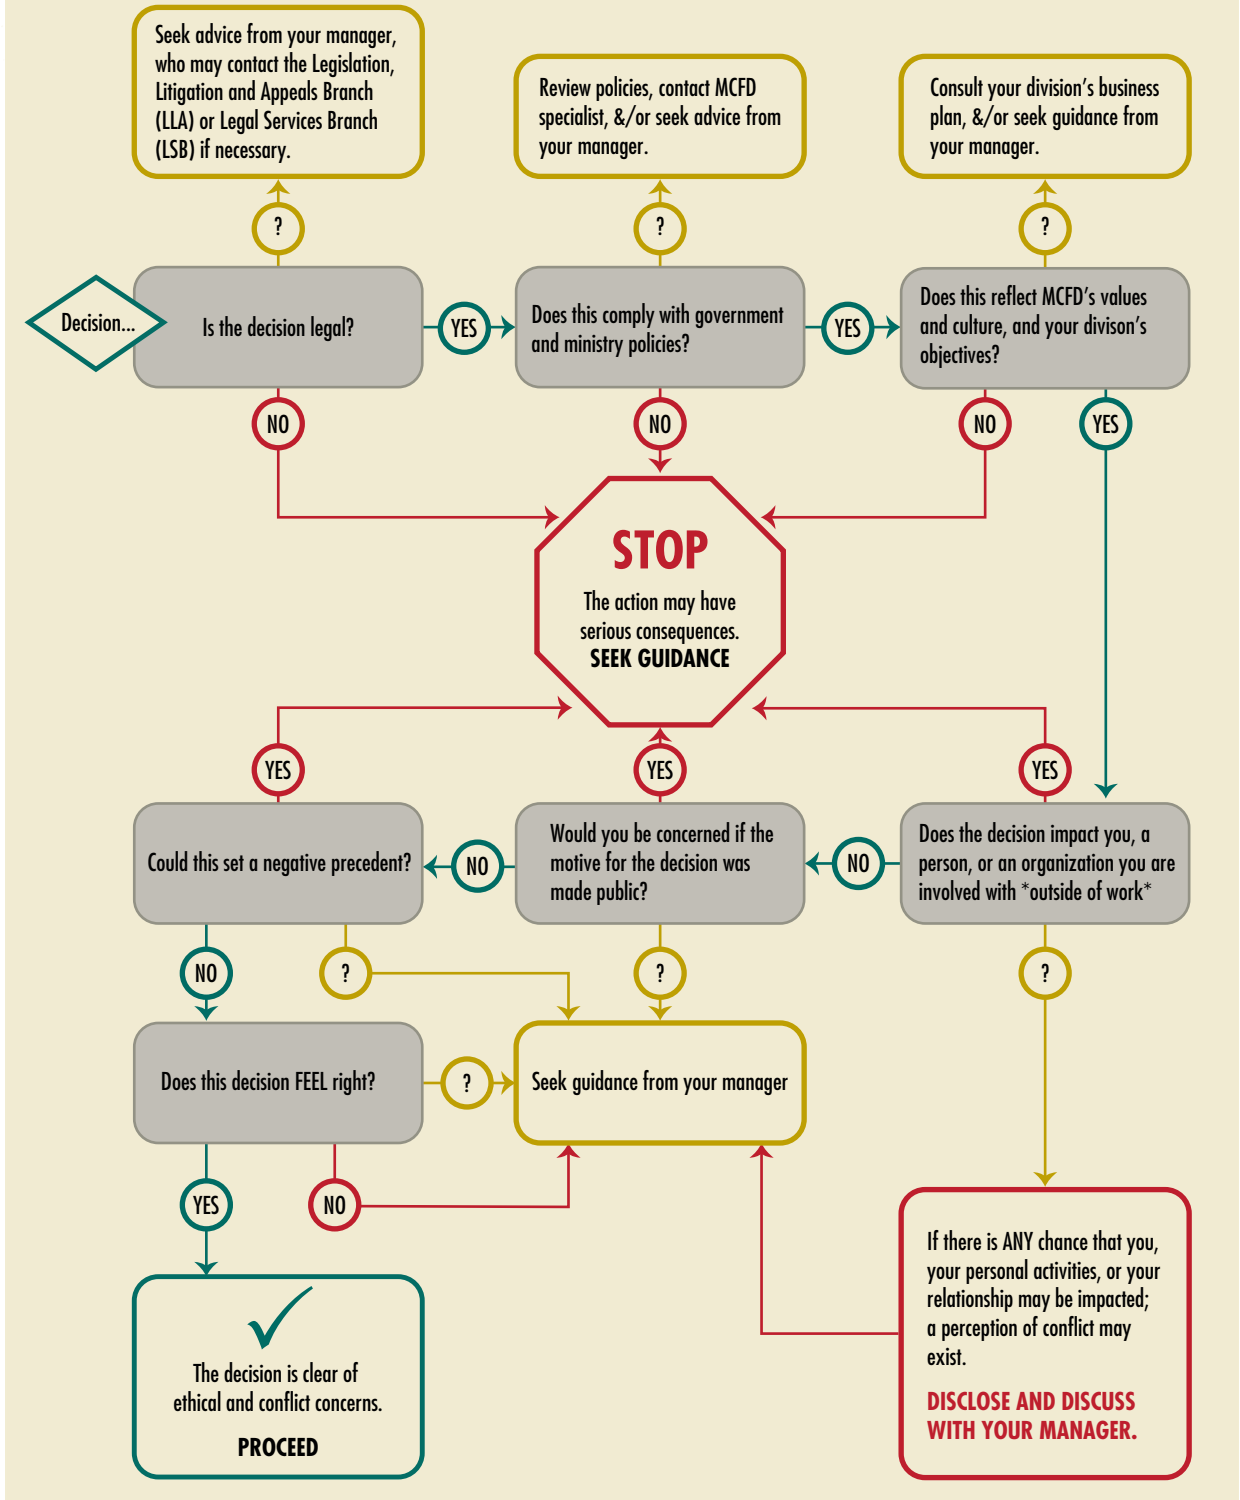 Seek advice from your manager,
who may contact the Legislation,
Litigation and Appeals Branch
(LLA) or Legal Services Branch
(LSB) if necessary.
Review policies, contact MCFD
specialist, &/or seek advice from
your manager.
Consult your division's business
plan, &/or seek guidance from
your manager.
?
?
?
Decision...
Is the decision legal?
YES
Does this comply with government
and ministry policies?
YES
Does this reflect MCFD's values
and culture, and your divison's
objectives?
NO
NO
NO
YES
STOP
The action may have
serious consequences.
SEEK GUIDANCE
YES
YES
YES
Could this set a negative precedent?
NO
Would you be concerned if the
motive for the decision was
made public?
NO
Does the decision impact you, a
person, or an organization you are
involved with *outside of work*
NO
?
?
?
Does this decision FEEL right?
?
Seek guidance from your manager
YES
NO
If there is ANY chance that you,
your personal activities, or your
relationship may be impacted;
a perception of conflict may
exist.
DISCLOSE AND DISCUSS
WITH YOUR MANAGER.
The decision is clear of
ethical and conflict concerns.
PROCEED